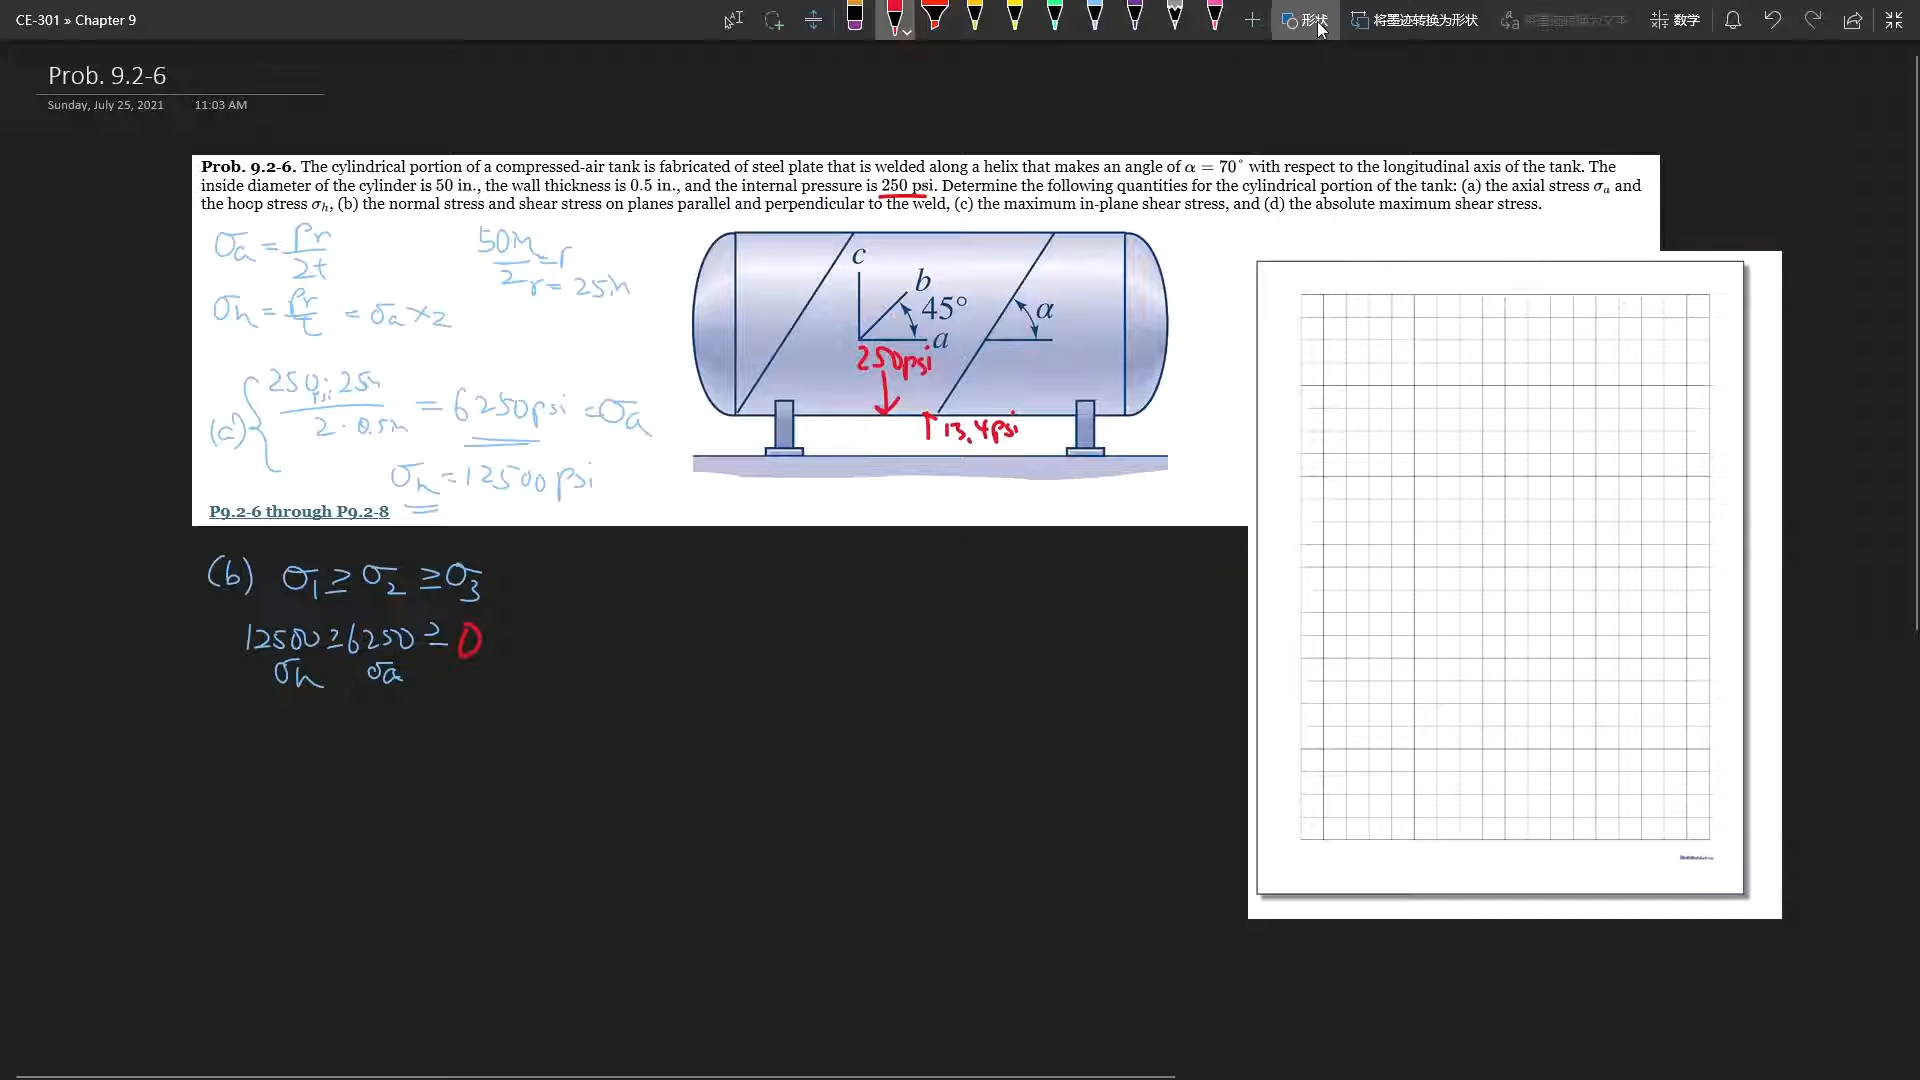 CE-301 » Chapter 9
形状 将墨迹转换为形状 数学
Prob. 9.2-6
Sunday, July 25, 2021 11:03 AM
Prob. 9.2-6. The cylindrical portion of a compressed-air tank is fabricated of steel plate that is welded along a helix that makes an angle of α = 70° with respect to the longitudinal axis of the tank. The
inside diameter of the cylinder is 50 in., the wall thickness is 0.5 in., and the internal pressure is 250 psi. Determine the following quantities for the cylindrical portion of the tank: (a) the axial stress σₐ and
the hoop stress σₕ, (b) the normal stress and shear stress on planes parallel and perpendicular to the weld, (c) the maximum in-plane shear stress, and (d) the absolute maximum shear stress.
σa = Pr/2t
50in/2 = r
r = 25in
σh = Pr/t = σa × 2
c
b
45°
a
α
250psi
13.4psi
(a) { 250psi · 25in / 2 · 0.5in = 6250psi = σa
σh = 12500psi
P9.2-6 through P9.2-8
(b) σ1 ≥ σ2 ≥ σ3
12500 ≥ 6250 ≥ 0
σh σa